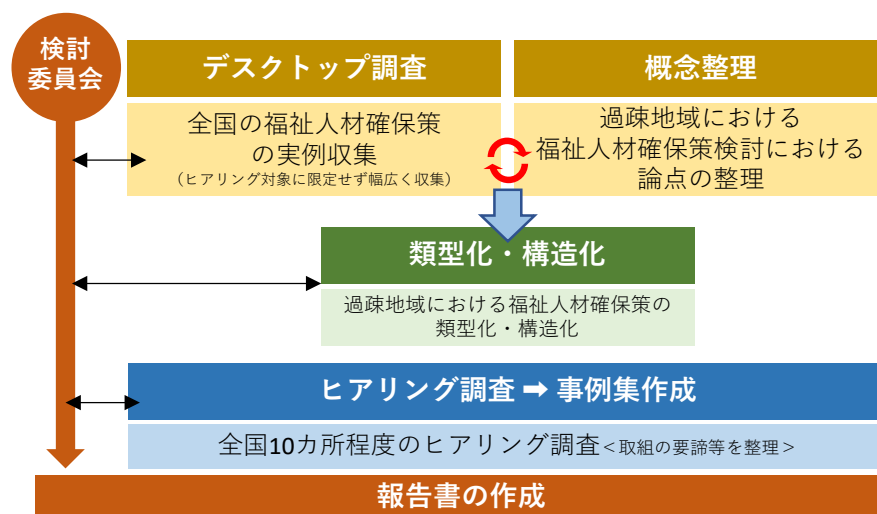 検討
委員会
デスクトップ調査
全国の福祉人材確保策
の実例収集
（ヒアリング対象に限定せず幅広く収集）
概念整理
過疎地域における
福祉人材確保策検討における
論点の整理
類型化・構造化
過疎地域における福祉人材確保策の
類型化・構造化
ヒアリング調査 ➡ 事例集作成
全国10カ所程度のヒアリング調査＜取組の要諦等を整理＞
報告書の作成